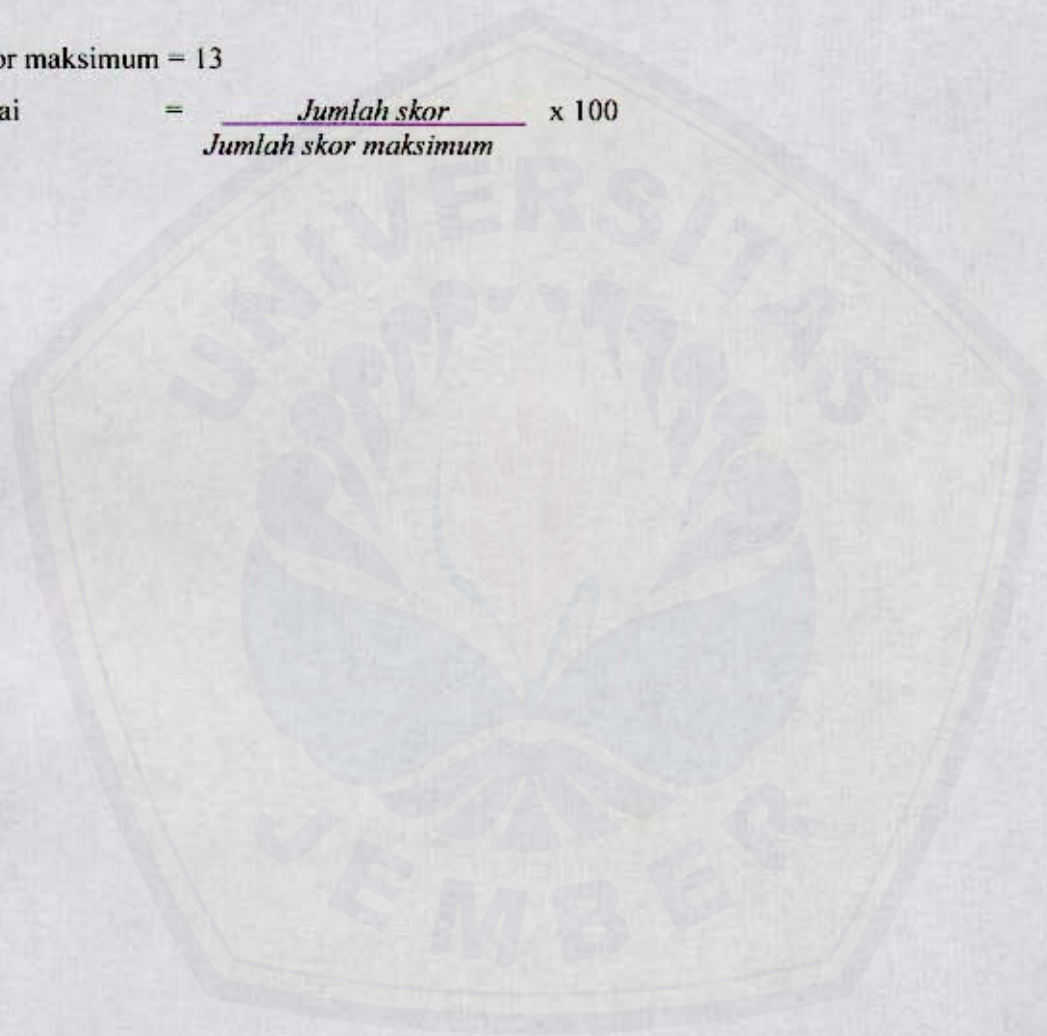 or maksimum = 13
ai = Jumlah skor x 100
Jumlah skor maksimum
UNIVERSITAS
JEMBER